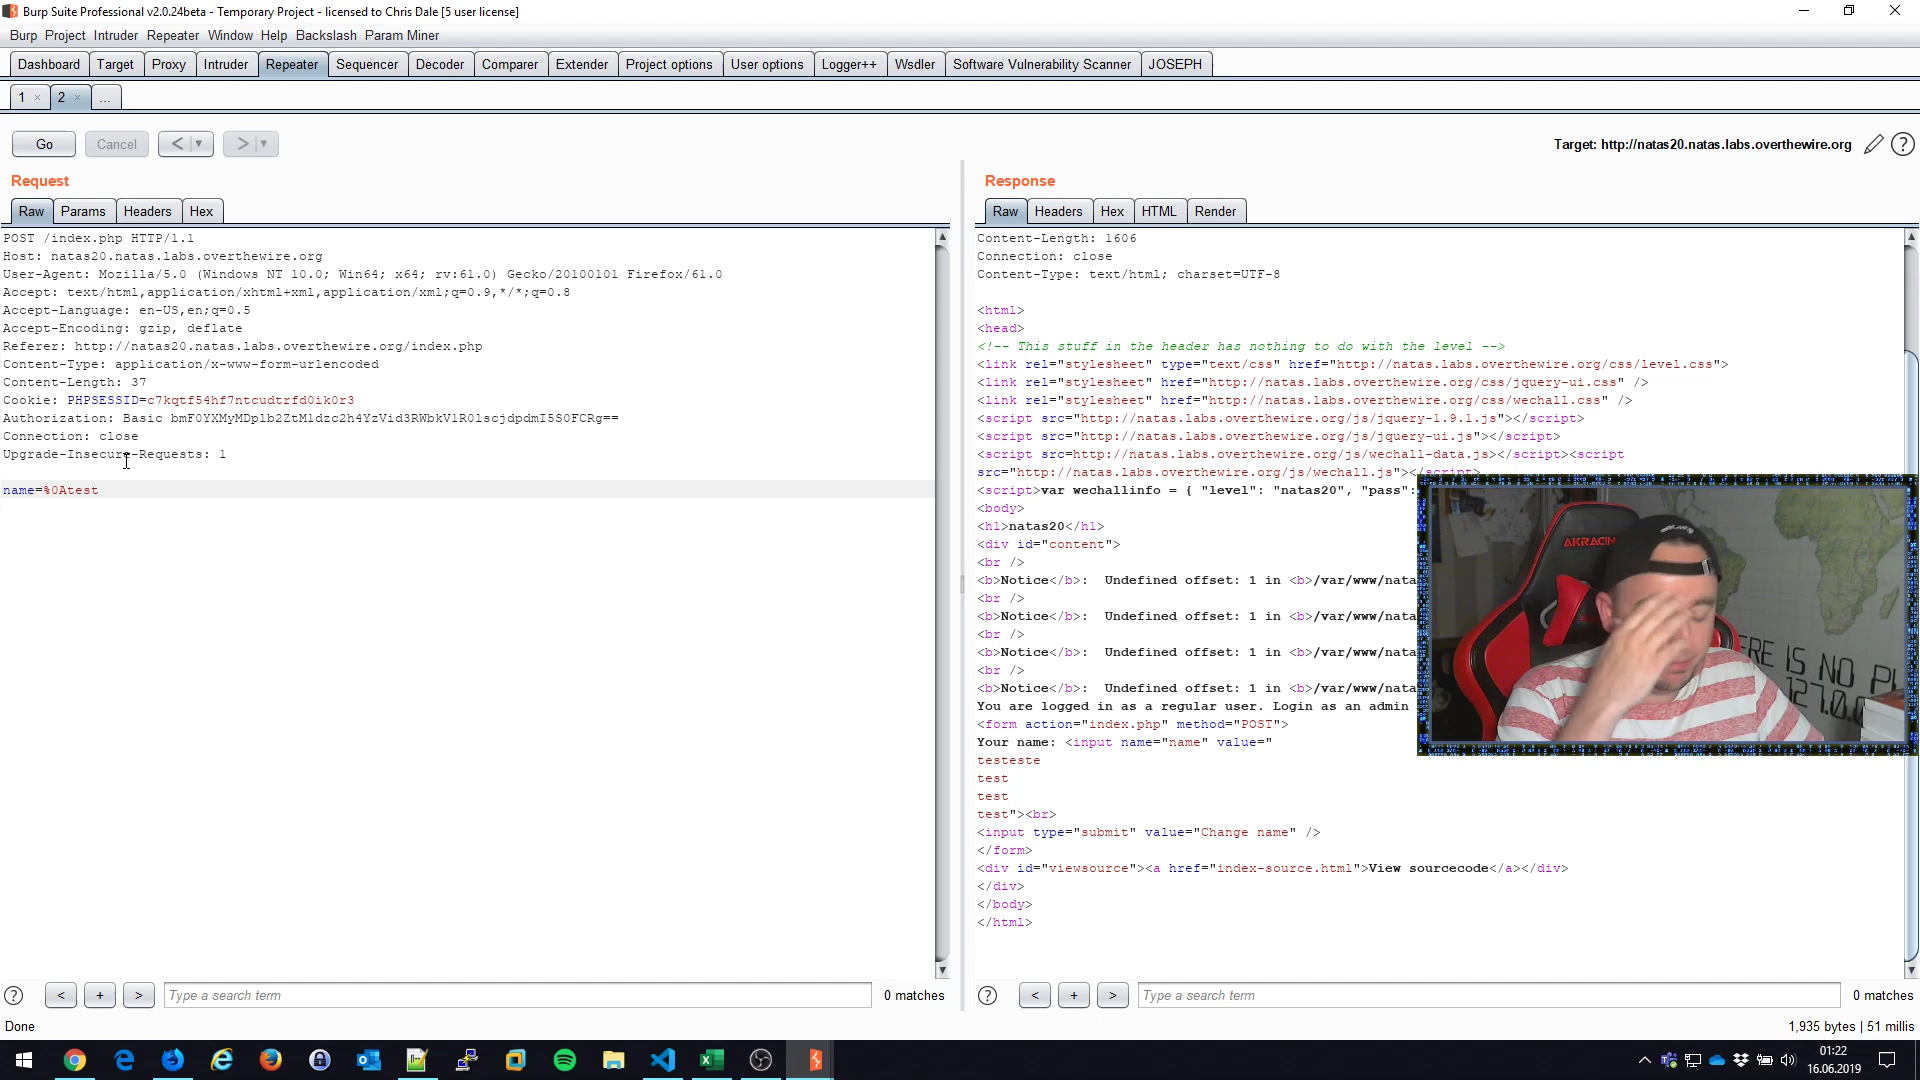 Burp Suite Professional v2.0.24beta - Temporary Project - licensed to Chris Dale [5 user license]
Burp Project Intruder Repeater Window Help Backslash Param Miner
Dashboard Target Proxy Intruder Repeater Sequencer Decoder Comparer Extender Project options User options Logger++ Wsdler Software Vulnerability Scanner JOSEPH
1 × 2 × ...
Go Cancel < > Target: http://natas20.natas.labs.overthewire.org ?
Request
Raw Params Headers Hex
POST /index.php HTTP/1.1
Host: natas20.natas.labs.overthewire.org
User-Agent: Mozilla/5.0 (Windows NT 10.0; Win64; x64; rv:61.0) Gecko/20100101 Firefox/61.0
Accept: text/html,application/xhtml+xml,application/xml;q=0.9,*/*;q=0.8
Accept-Language: en-US,en;q=0.5
Accept-Encoding: gzip, deflate
Referer: http://natas20.natas.labs.overthewire.org/index.php
Content-Type: application/x-www-form-urlencoded
Content-Length: 37
Cookie: PHPSESSID=c7kqtf54hf7ntcudtrfd0ik0r3
Authorization: Basic
Connection: close
Upgrade-Insecure-Requests: 1
name=%0Atest
? < + > Type a search term 0 matches
Response
Raw Headers Hex HTML Render
Content-Length: 1606
Connection: close
Content-Type: text/html; charset=UTF-8
<html>
<head>
<!-- This stuff in the header has nothing to do with the level -->
<link rel="stylesheet" type="text/css" href="http://natas.labs.overthewire.org/css/level.css">
<link rel="stylesheet" href="http://natas.labs.overthewire.org/css/jquery-ui.css" />
<link rel="stylesheet" href="http://natas.labs.overthewire.org/css/wechall.css" />
<script src="http://natas.labs.overthewire.org/js/jquery-1.9.1.js"></script>
<script src="http://natas.labs.overthewire.org/js/jquery-ui.js"></script>
<script src=http://natas.labs.overthewire.org/js/wechall-data.js></script><script
src="http://natas.labs.overthewire.org/js/wechall.js"></script>
<script>var wechallinfo = { "level": "natas20", "pass":
<body>
<h1>natas20</h1>
<div id="content">
<br />
<b>Notice</b>: Undefined offset: 1 in <b>/var/www/nata
<br />
<b>Notice</b>: Undefined offset: 1 in <b>/var/www/nata
<br />
<b>Notice</b>: Undefined offset: 1 in <b>/var/www/nata
<br />
<b>Notice</b>: Undefined offset: 1 in <b>/var/www/nata
You are logged in as a regular user. Login as an admin
<form action="index.php" method="POST">
Your name: <input name="name" value="
testeste
test
test
test"><br>
<input type="submit" value="Change name" />
</form>
<div id="viewsource"><a href="index-source.html">View sourcecode</a></div>
</div>
</body>
</html>
AKRACING
ERE IS NO PL
127.0.0
? < + > Type a search term 0 matches
Done 1,935 bytes | 51 millis
01:22
16.06.2019